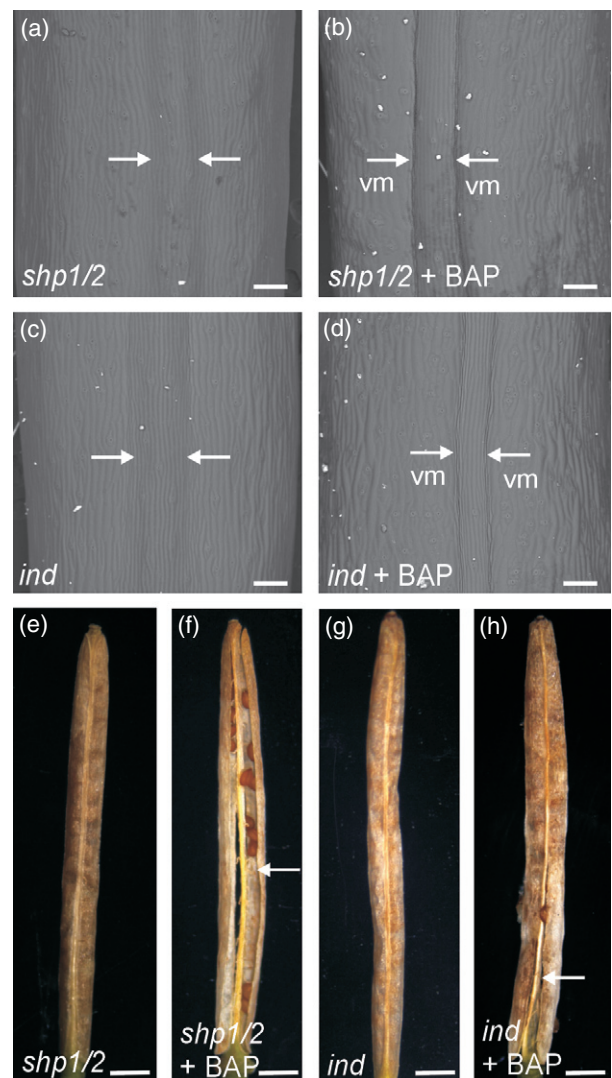 (a)
shp1/2
(b)
vm
vm
shp1/2 + BAP
(c)
ind
(d)
vm
vm
ind + BAP
(e)
shp1/2
(f)
shp1/2
+ BAP
(g)
ind
(h)
ind
+ BAP